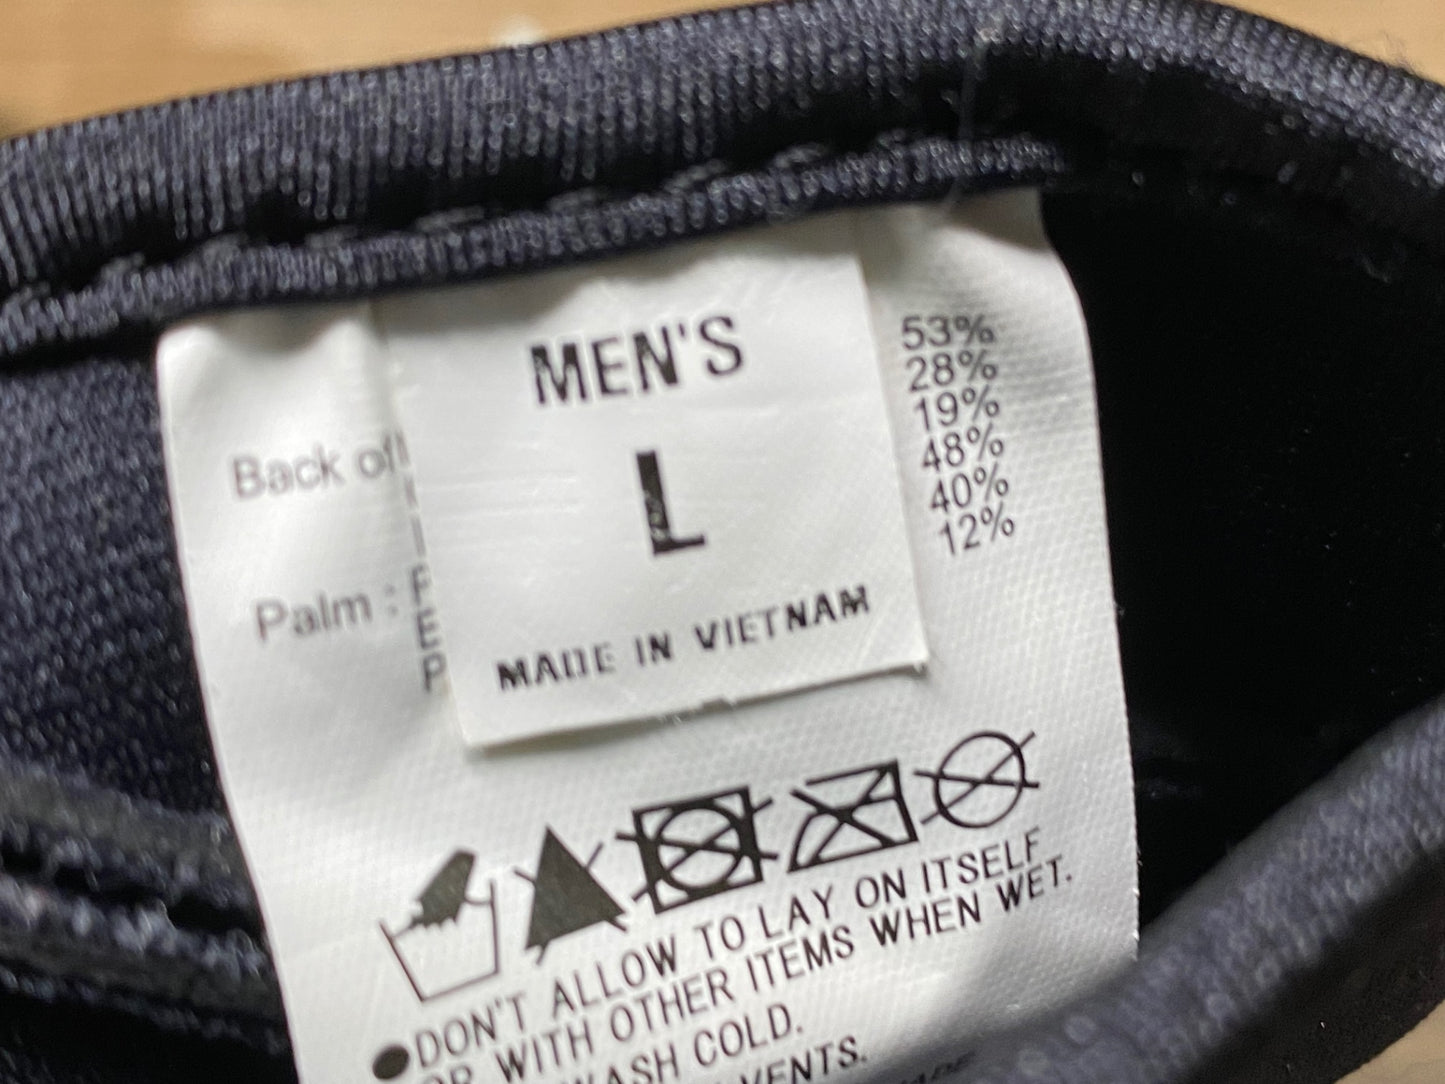 MEN'S
L
MADE IN VIETNAM
Back of
Palm :
53%
28%
19%
48%
40%
12%
●DON'T ALLOW TO LAY ON ITSELF
OR WITH OTHER ITEMS WHEN WET.
WASH COLD.